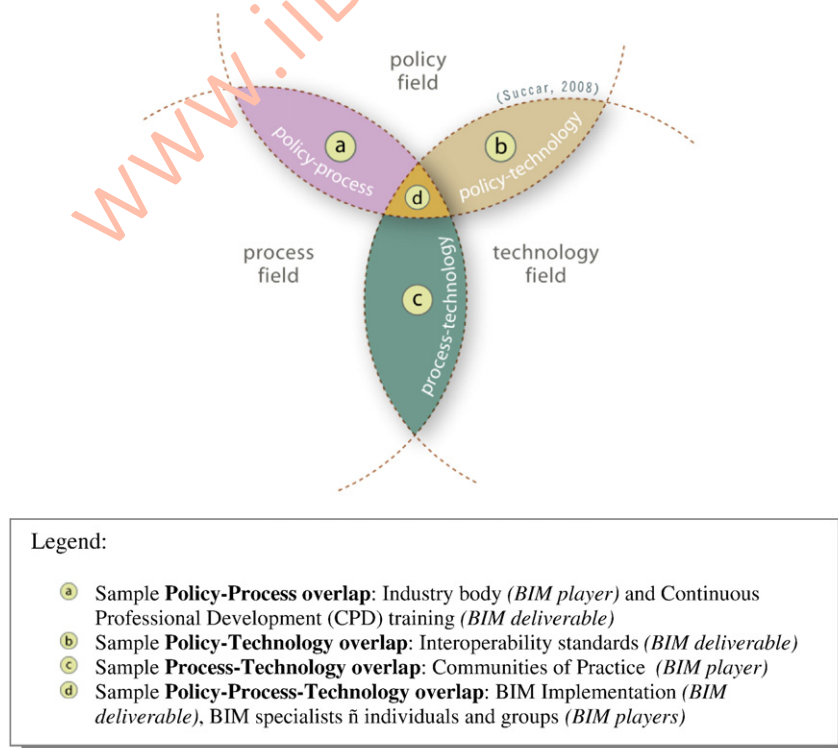 www.iiE
policy
field
(Succar, 2008)
a
policy-process
b
policy-technology
d
process
field
technology
field
c
process-technology
Legend:
a Sample Policy-Process overlap: Industry body (BIM player) and Continuous
Professional Development (CPD) training (BIM deliverable)
b Sample Policy-Technology overlap: Interoperability standards (BIM deliverable)
c Sample Process-Technology overlap: Communities of Practice (BIM player)
d Sample Policy-Process-Technology overlap: BIM Implementation (BIM
deliverable), BIM specialists ñ individuals and groups (BIM players)